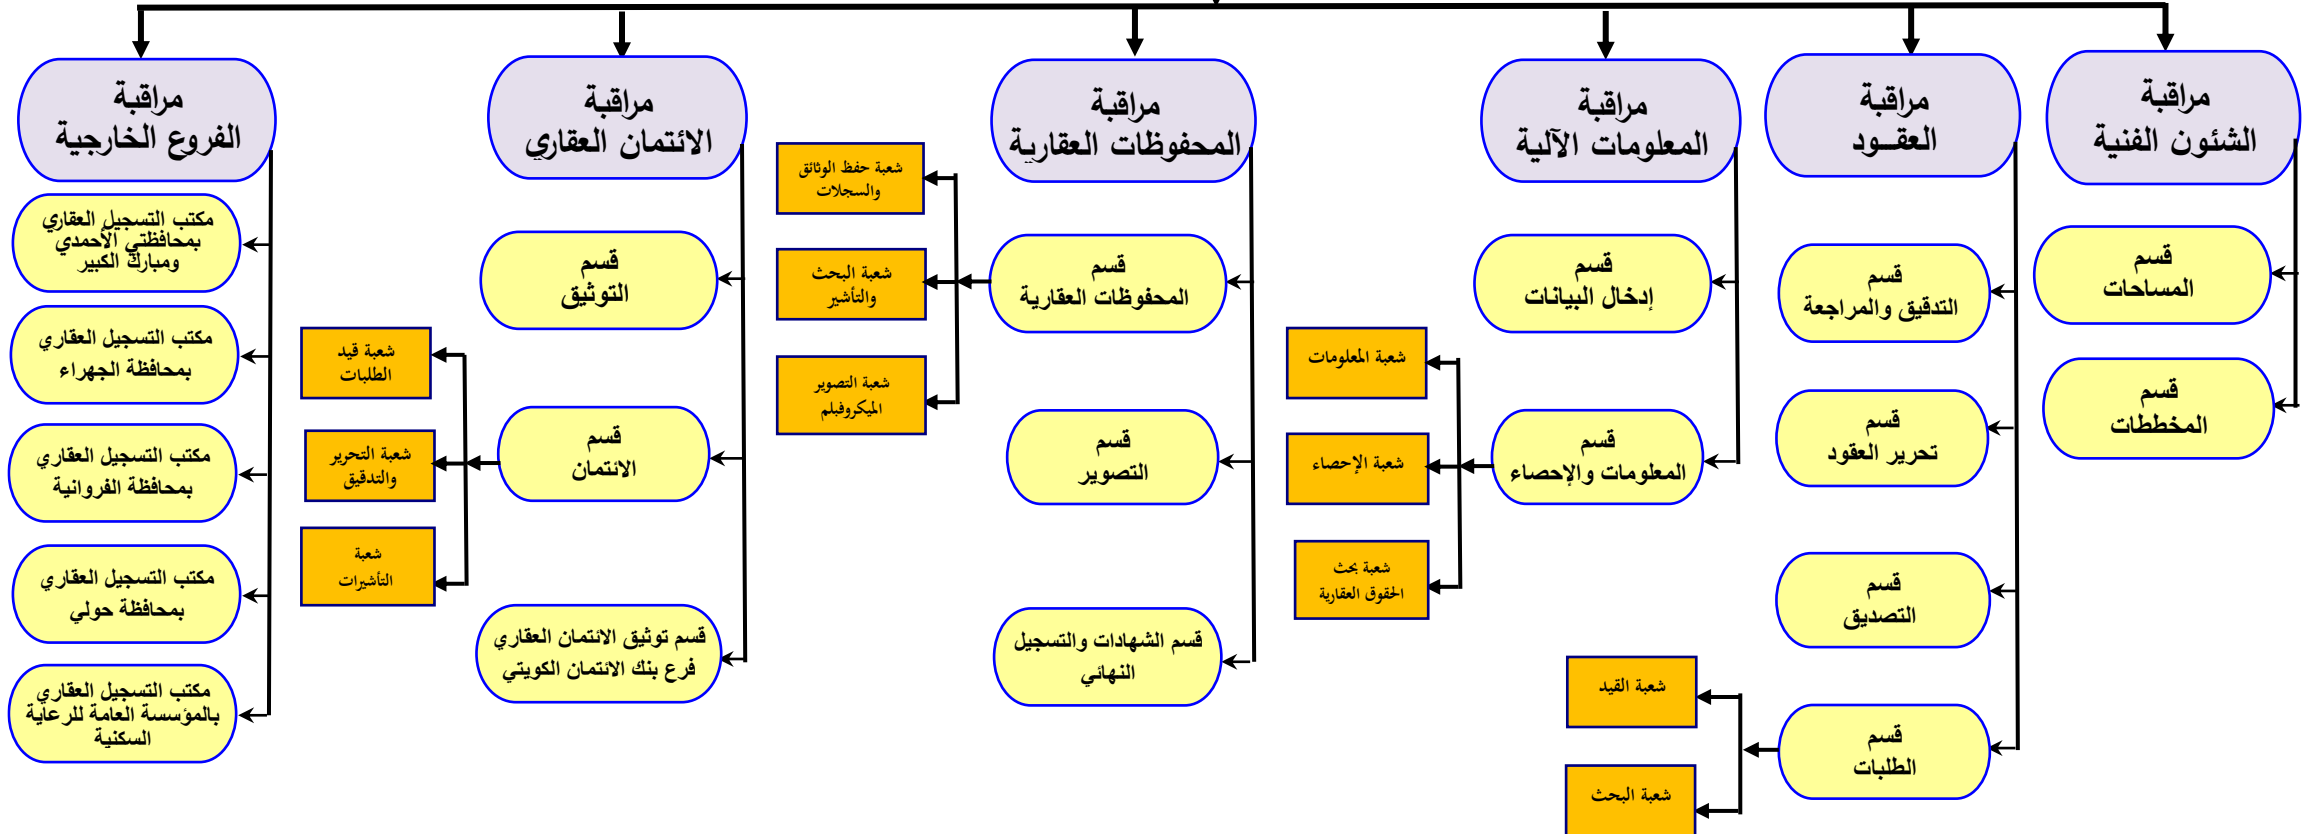 مراقبة
الشئون الفنية
قسم
المساحات
قسم
المخططات
مراقبة
العقــود
قسم
التدقيق والمراجعة
قسم
تحرير العقود
قسم
التصديق
قسم
الطلبات
شعبة القيد
شعبة البحث
مراقبة
المعلومات الآلية
قسم
إدخال البيانات
قسم
المعلومات والإحصاء
شعبة المعلومات
شعبة الإحصاء
شعبة بحث
الحقوق العقارية
مراقبة
المحفوظات العقارية
قسم
المحفوظات العقارية
شعبة حفظ الوثائق
والسجلات
شعبة البحث
والتأشير
شعبة التصوير
الميكروفبلم
قسم
التصوير
قسم الشهادات والتسجيل
النهائي
مراقبة
الائتمان العقاري
قسم
التوثيق
قسم
الائتمان
شعبة قيد
الطلبات
شعبة التحرير
والتدقيق
شعبة
التأشيرات
قسم توثيق الائتمان العقاري
فرع بنك الائتمان الكويتي
مراقبة
الفروع الخارجية
مكتب التسجيل العقاري
بمحافظتي الأحمدي
ومبارك الكبير
مكتب التسجيل العقاري
بمحافظة الجهراء
مكتب التسجيل العقاري
بمحافظة الفروانية
مكتب التسجيل العقاري
بمحافظة حولي
مكتب التسجيل العقاري
بالمؤسسة العامة للرعاية
السكنية